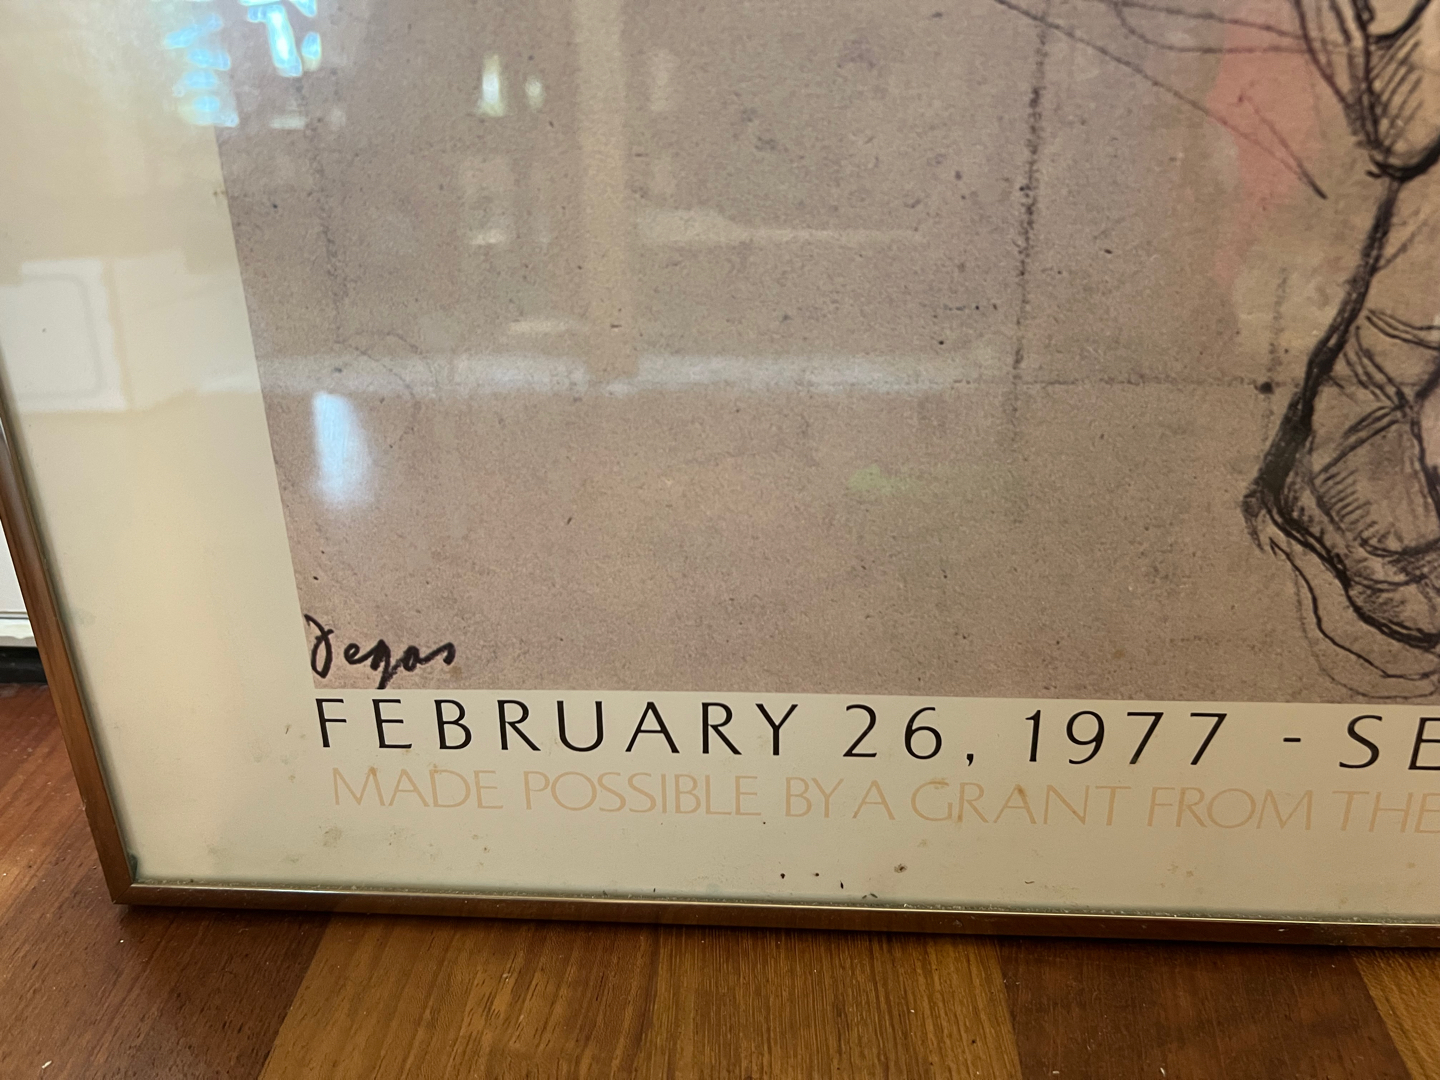 Degas
FEBRUARY 26, 1977 - SE
MADE POSSIBLE BY A GRANT FROM THE